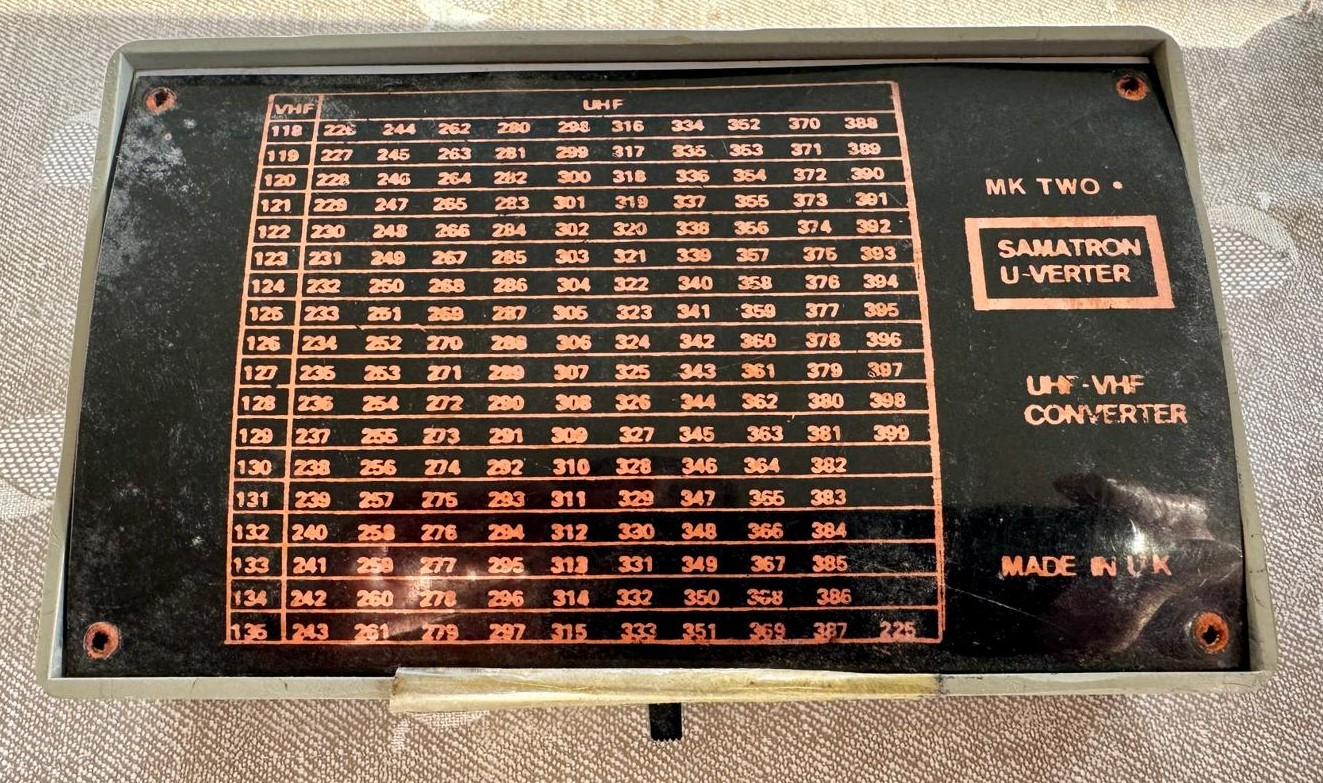 VHF UHF
118 226 244 262 280 298 316 334 352 370 388
119 227 245 263 281 299 317 335 353 371 389
120 228 246 264 282 300 318 336 354 372 390
121 229 247 265 283 301 319 337 355 373 391
122 230 248 266 284 302 320 338 356 374 392
123 231 249 267 285 303 321 339 357 375 393
124 232 250 268 286 304 322 340 358 376 394
125 233 251 269 287 305 323 341 359 377 395
126 234 252 270 288 306 324 342 360 378 396
127 235 253 271 289 307 325 343 361 379 397
128 236 254 272 290 308 326 344 362 380 398
129 237 255 273 291 309 327 345 363 381 399
130 238 256 274 292 310 328 346 364 382
131 239 257 275 293 311 329 347 365 383
132 240 258 276 294 312 330 348 366 384
133 241 259 277 295 313 331 349 367 385
134 242 260 278 296 314 332 350 368 386
135 243 261 279 297 315 333 351 369 387 225
MK TWO •
SAMATRON
U-VERTER
UHF-VHF
CONVERTER
MADE IN U K